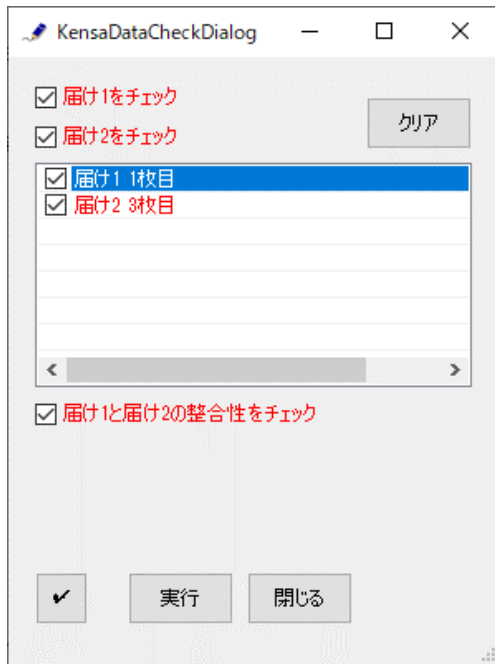 KensaDataCheckDialog
届け1をチェック
届け2をチェック
クリア
届け1 1枚目
届け2 3枚目
届け1と届け2の整合性をチェック
実行
閉じる